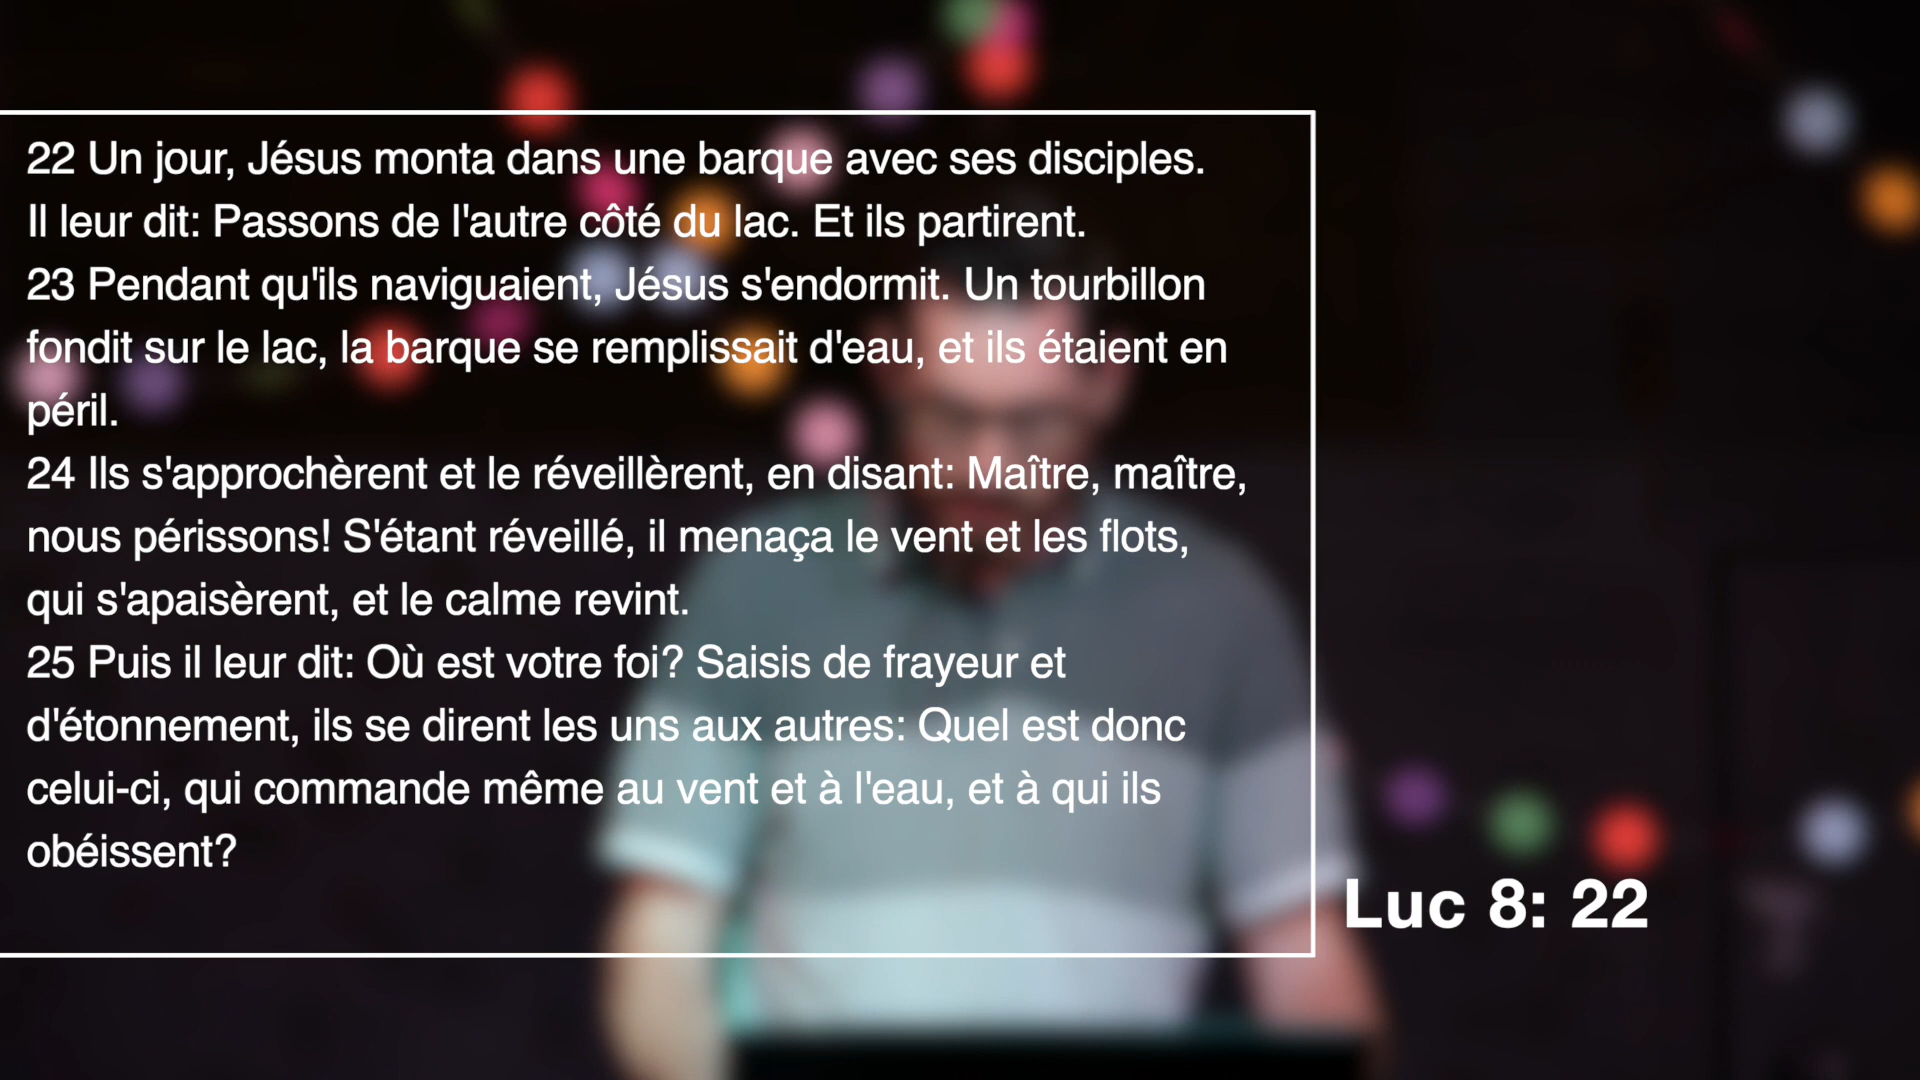 22 Un jour, Jésus monta dans une barque avec ses disciples.
Il leur dit: Passons de l'autre côté du lac. Et ils partirent.
23 Pendant qu'ils naviguaient, Jésus s'endormit. Un tourbillon
fondit sur le lac, la barque se remplissait d'eau, et ils étaient en
péril.
24 Ils s'approchèrent et le réveillèrent, en disant: Maître, maître,
nous périssons! S'étant réveillé, il menaça le vent et les flots,
qui s'apaisèrent, et le calme revint.
25 Puis il leur dit: Où est votre foi? Saisis de frayeur et
d'étonnement, ils se dirent les uns aux autres: Quel est donc
celui-ci, qui commande même au vent et à l'eau, et à qui ils
obéissent?
Luc 8: 22